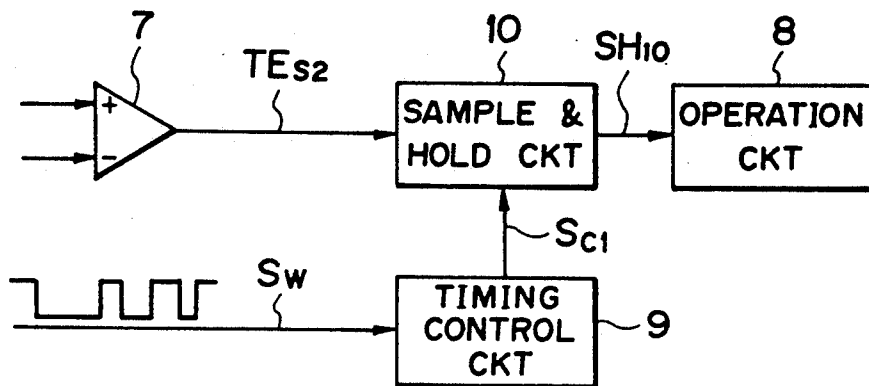 7
TES2
10
SH10
8
+
-
SAMPLE &
HOLD CKT
OPERATION
CKT
SC1
SW
TIMING
CONTROL
CKT
9